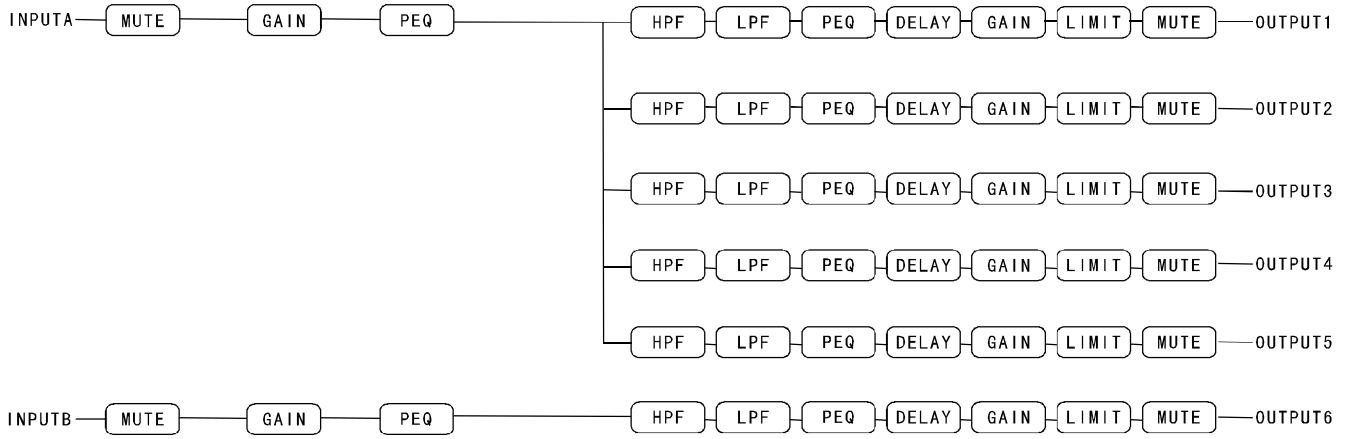 INPUTA MUTE GAIN PEQ HPF LPF PEQ DELAY GAIN LIMIT MUTE OUTPUT1
HPF LPF PEQ DELAY GAIN LIMIT MUTE OUTPUT2
HPF LPF PEQ DELAY GAIN LIMIT MUTE OUTPUT3
HPF LPF PEQ DELAY GAIN LIMIT MUTE OUTPUT4
HPF LPF PEQ DELAY GAIN LIMIT MUTE OUTPUT5
INPUTB MUTE GAIN PEQ HPF LPF PEQ DELAY GAIN LIMIT MUTE OUTPUT6